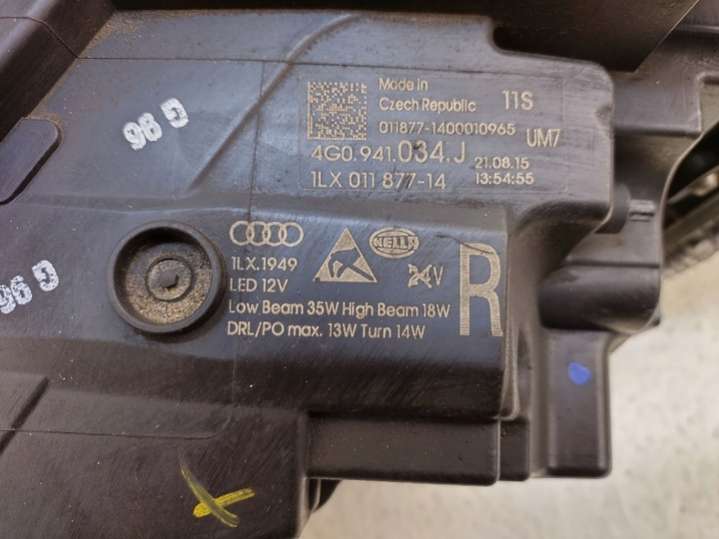 Made in
Czech Republic
11S
011877-1400010965
UM7
4G0.941.034.J
21.08.15
1LX 011 877-14
13:54:55
HELLA
1LX.1949
LED 12V
24V
Low Beam 35W High Beam 18W
DRL/PO max. 13W Turn 14W
R
G 86
G 96